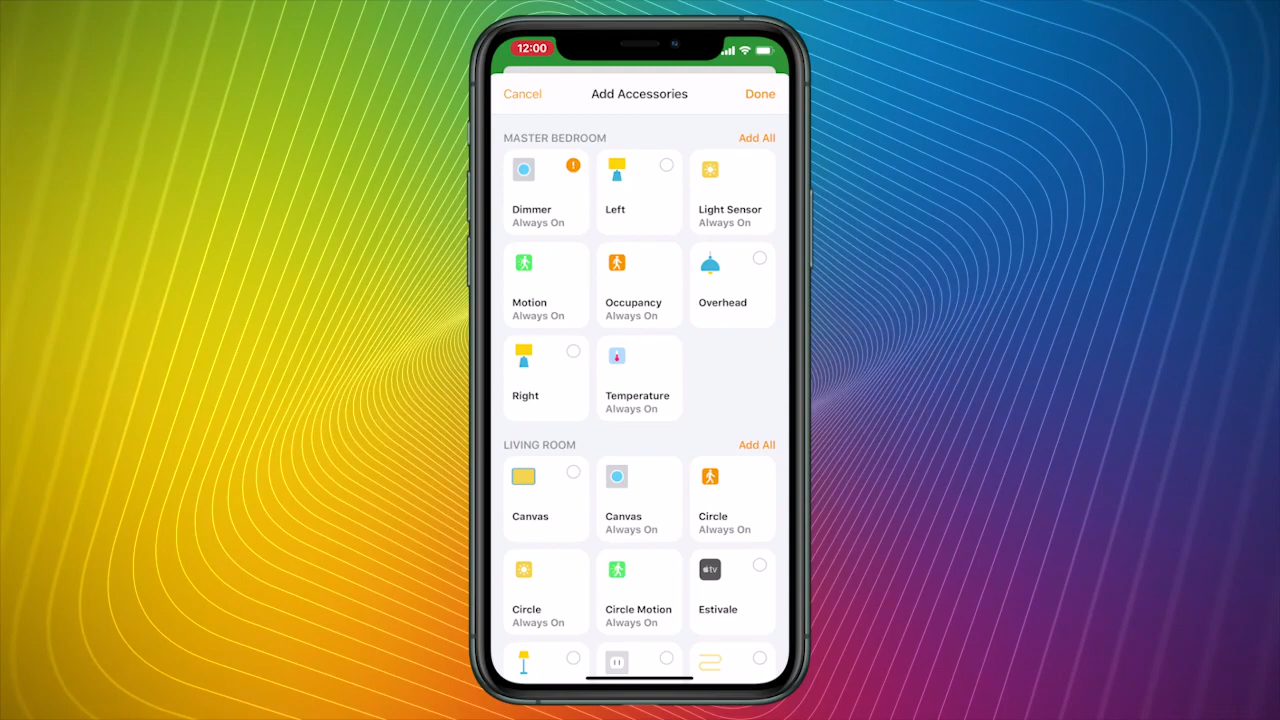 12:00
Cancel Add Accessories Done
MASTER BEDROOM Add All
Dimmer
Always On
Left
Light Sensor
Always On
Motion
Always On
Occupancy
Always On
Overhead
Right
Temperature
Always On
LIVING ROOM Add All
Canvas
Canvas
Always On
Circle
Always On
Circle
Always On
Circle Motion
Always On
tv
Estivale